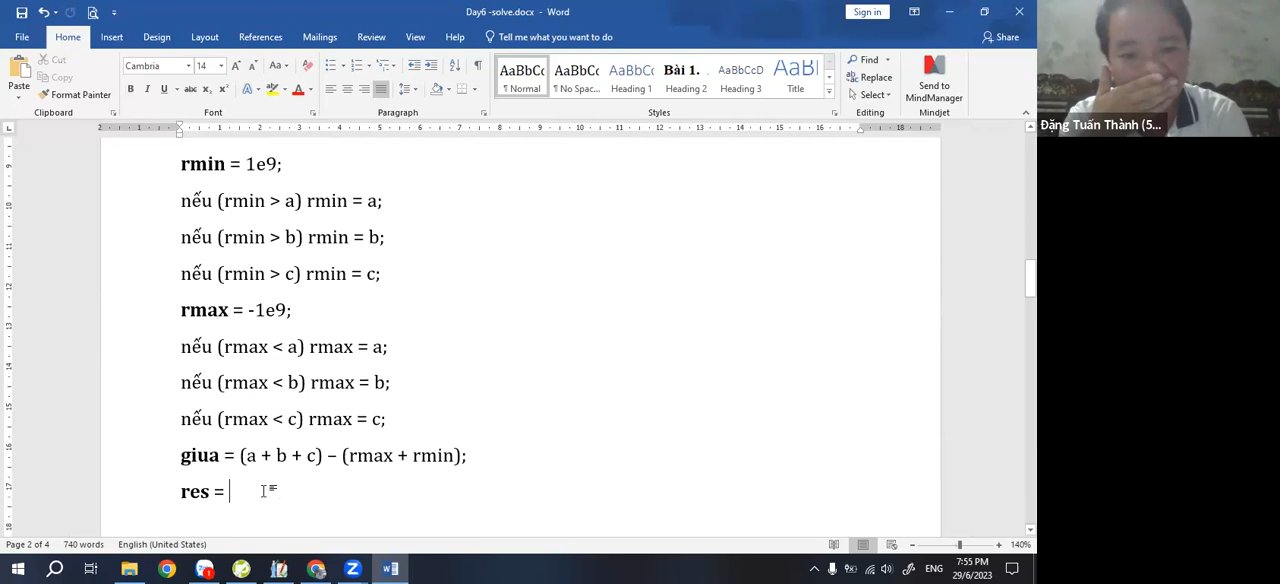 Day6 -solve.docx - Word
Sign in
File Home Insert Design Layout References Mailings Review View Help Tell me what you want to do Share
Paste Cut Copy Format Painter Clipboard
Cambria 14 Font
Paragraph
AaBbCc ¶ Normal AaBbCc ¶ No Spac... AaBbC( Heading 1 Bài 1. Heading 2 AaBbCcD Heading 3 AaB Title Styles
Find Replace Select Editing
Send to MindManager Mindjet
Đặng Tuấn Thành (5...
rmin = 1e9;
nếu (rmin > a) rmin = a;
nếu (rmin > b) rmin = b;
nếu (rmin > c) rmin = c;
rmax = -1e9;
nếu (rmax < a) rmax = a;
nếu (rmax < b) rmax = b;
nếu (rmax < c) rmax = c;
giua = (a + b + c) – (rmax + rmin);
res =
Page 2 of 4 740 words English (United States) 140%
ENG 7:55 PM
29/6/2023